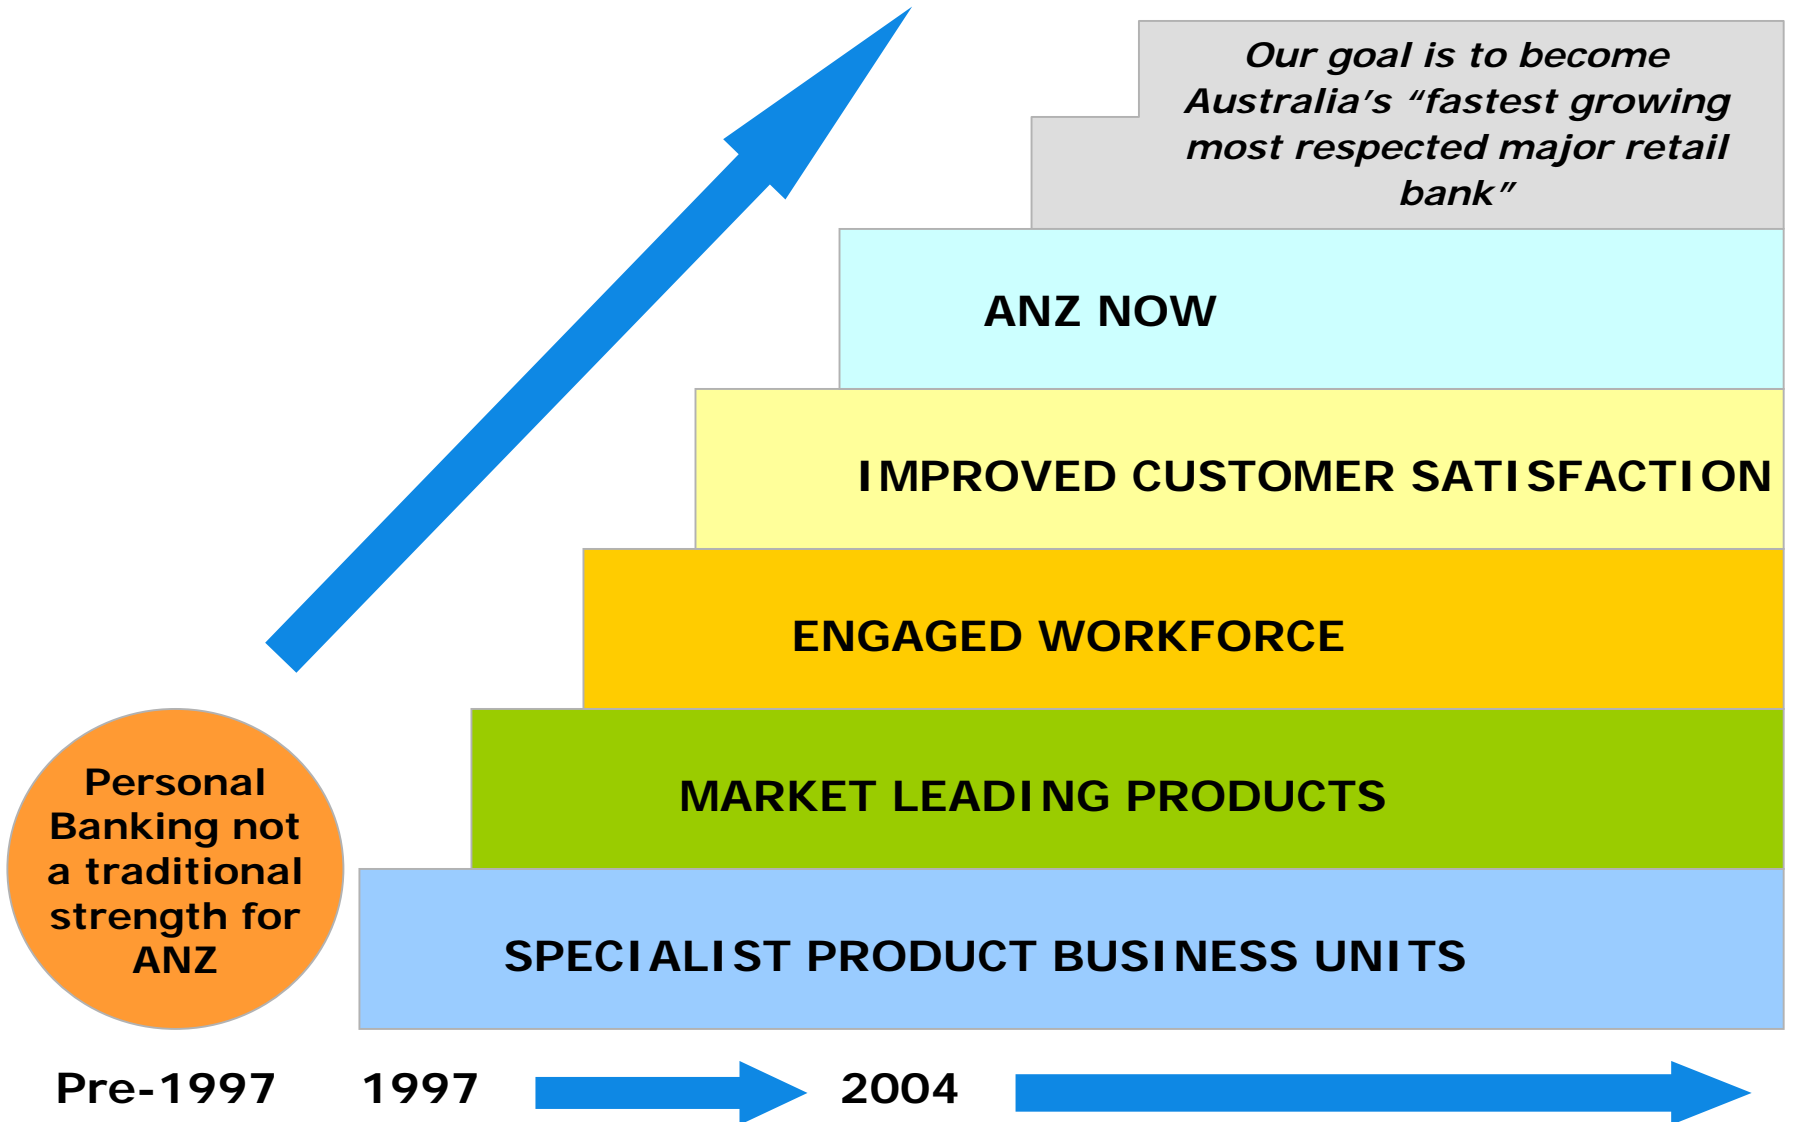 Our goal is to become
Australia's “fastest growing
most respected major retail
bank”
ANZ NOW
IMPROVED CUSTOMER SATISFACTION
ENGAGED WORKFORCE
MARKET LEADING PRODUCTS
SPECIALIST PRODUCT BUSINESS UNITS
Personal
Banking not
a traditional
strength for
ANZ
Pre-1997 1997 2004